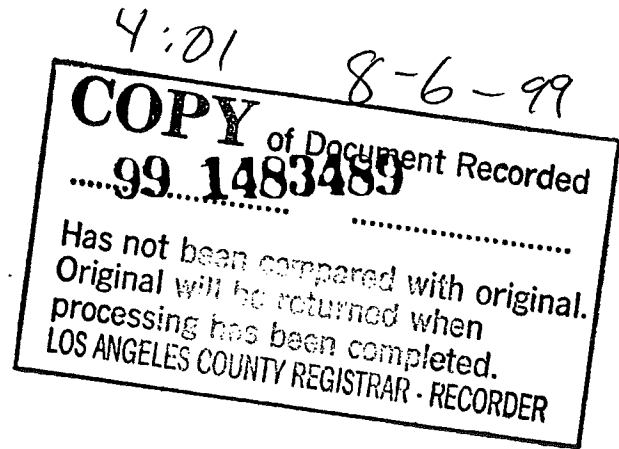 4:01 8-6-99
COPY of Document Recorded
99 1483489
Has not been compared with original.
Original will be returned when
processing has been completed.
LOS ANGELES COUNTY REGISTRAR - RECORDER